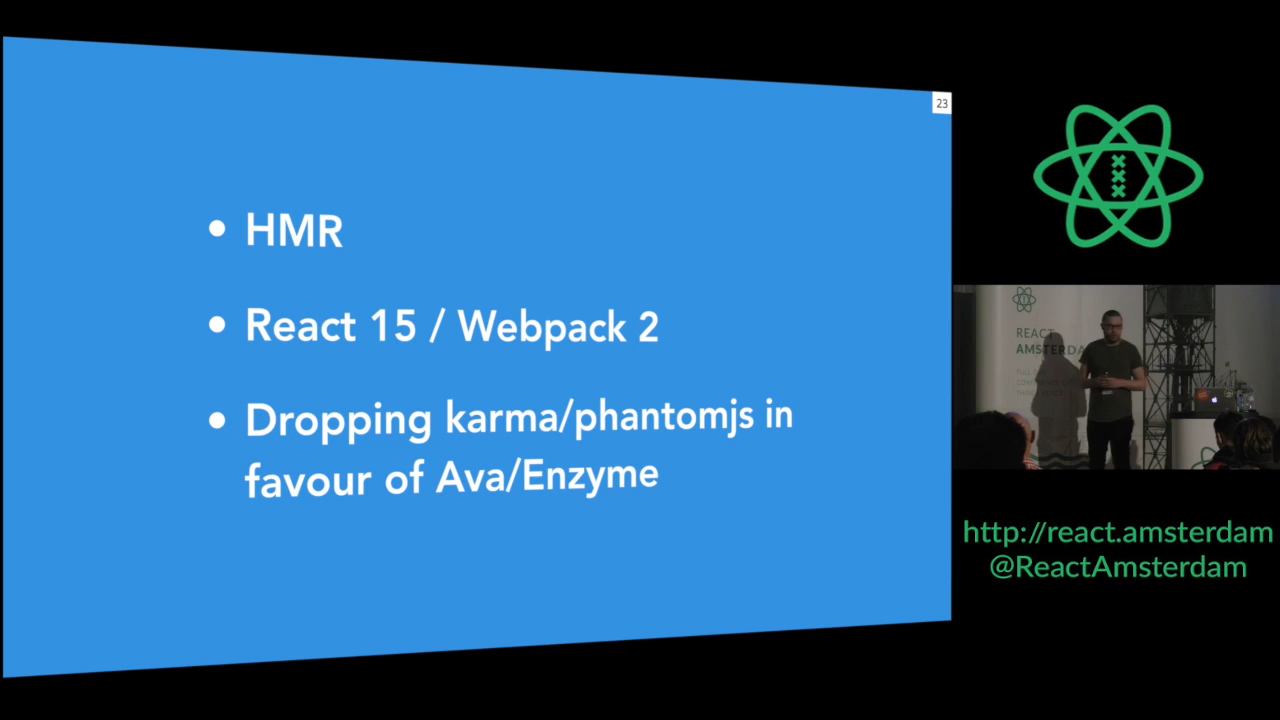 23
• HMR
• React 15 / Webpack 2
• Dropping karma/phantomjs in
favour of Ava/Enzyme
REACT
AMSTERDA
http://react.amsterdam
@ReactAmsterdam